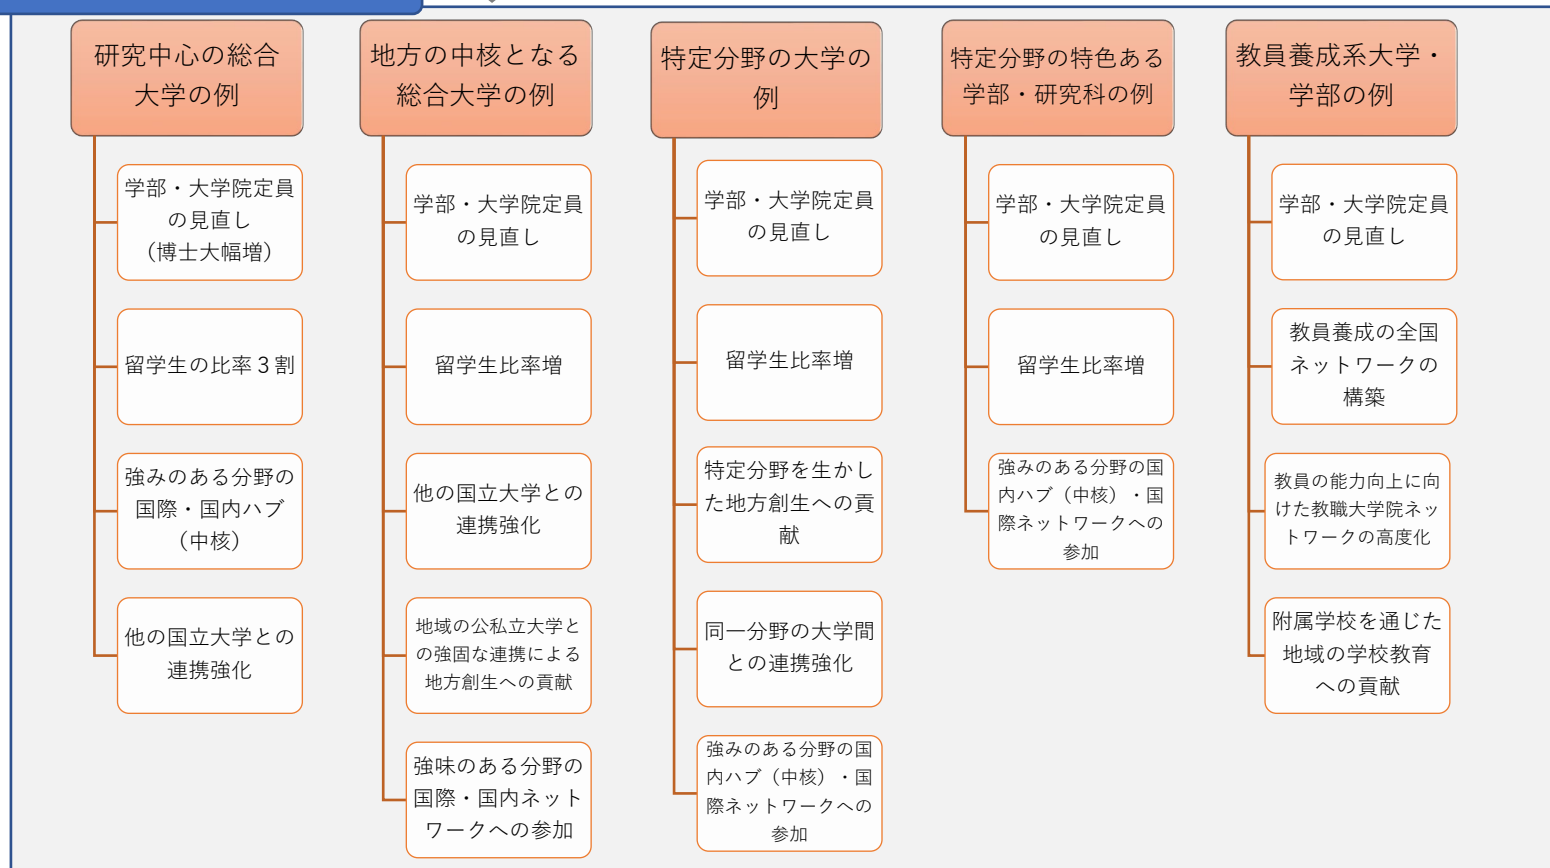 研究中心の総合
大学の例
学部・大学院定員
の見直し
（博士大幅増）
留学生の比率３割
強みのある分野の
国際・国内ハブ
（中核）
他の国立大学との
連携強化
地方の中核となる
総合大学の例
学部・大学院定員
の見直し
留学生比率増
他の国立大学との
連携強化
地域の公私立大学と
の強固な連携による
地方創生への貢献
強味のある分野の
国際・国内ネット
ワークへの参加
特定分野の大学の
例
学部・大学院定員
の見直し
留学生比率増
特定分野を生かし
た地方創生への貢
献
同一分野の大学間
との連携強化
強みのある分野の国
内ハブ（中核）・国
際ネットワークへの
参加
特定分野の特色ある
学部・研究科の例
学部・大学院定員
の見直し
留学生比率増
強みのある分野の国
内ハブ（中核）・国
際ネットワークへの
参加
教員養成系大学・
学部の例
学部・大学院定員
の見直し
教員養成の全国
ネットワークの
構築
教員の能力向上に向
けた教職大学院ネッ
トワークの高度化
附属学校を通じた
地域の学校教育
への貢献